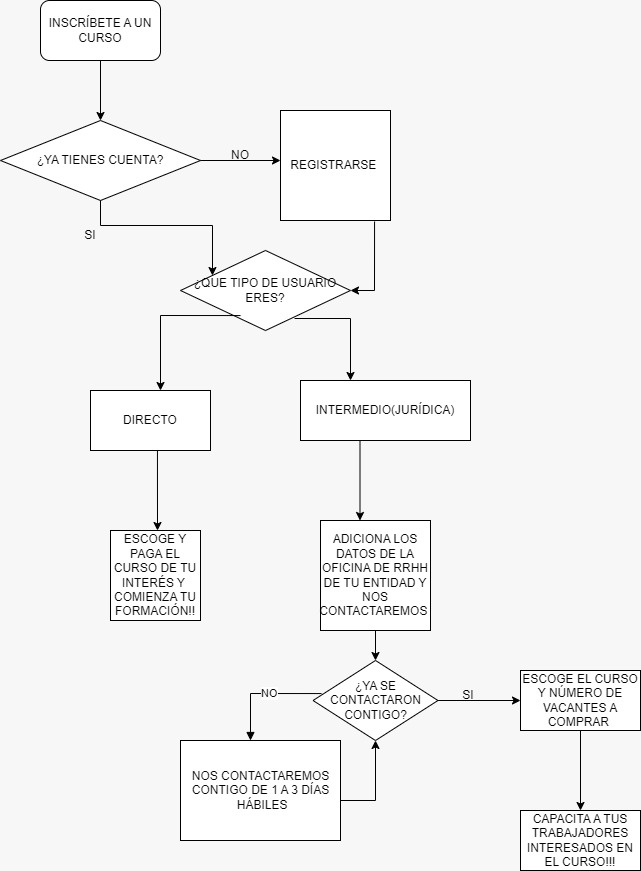 INSCRÍBETE A UN
CURSO
¿YA TIENES CUENTA?
NO
REGISTRARSE
SI
¿QUE TIPO DE USUARIO
ERES?
DIRECTO
INTERMEDIO(JURÍDICA)
ESCOGE Y
PAGA EL
CURSO DE TU
INTERÉS Y
COMIENZA TU
FORMACIÓN!!
ADICIONA LOS
DATOS DE LA
OFICINA DE RRHH
DE TU ENTIDAD Y
NOS
CONTACTAREMOS
¿YA SE
CONTACTARON
CONTIGO?
NO
SI
ESCOGE EL CURSO
Y NÚMERO DE
VACANTES A
COMPRAR
NOS CONTACTAREMOS
CONTIGO DE 1 A 3 DÍAS
HÁBILES
CAPACITA A TUS
TRABAJADORES
INTERESADOS EN
EL CURSO!!!